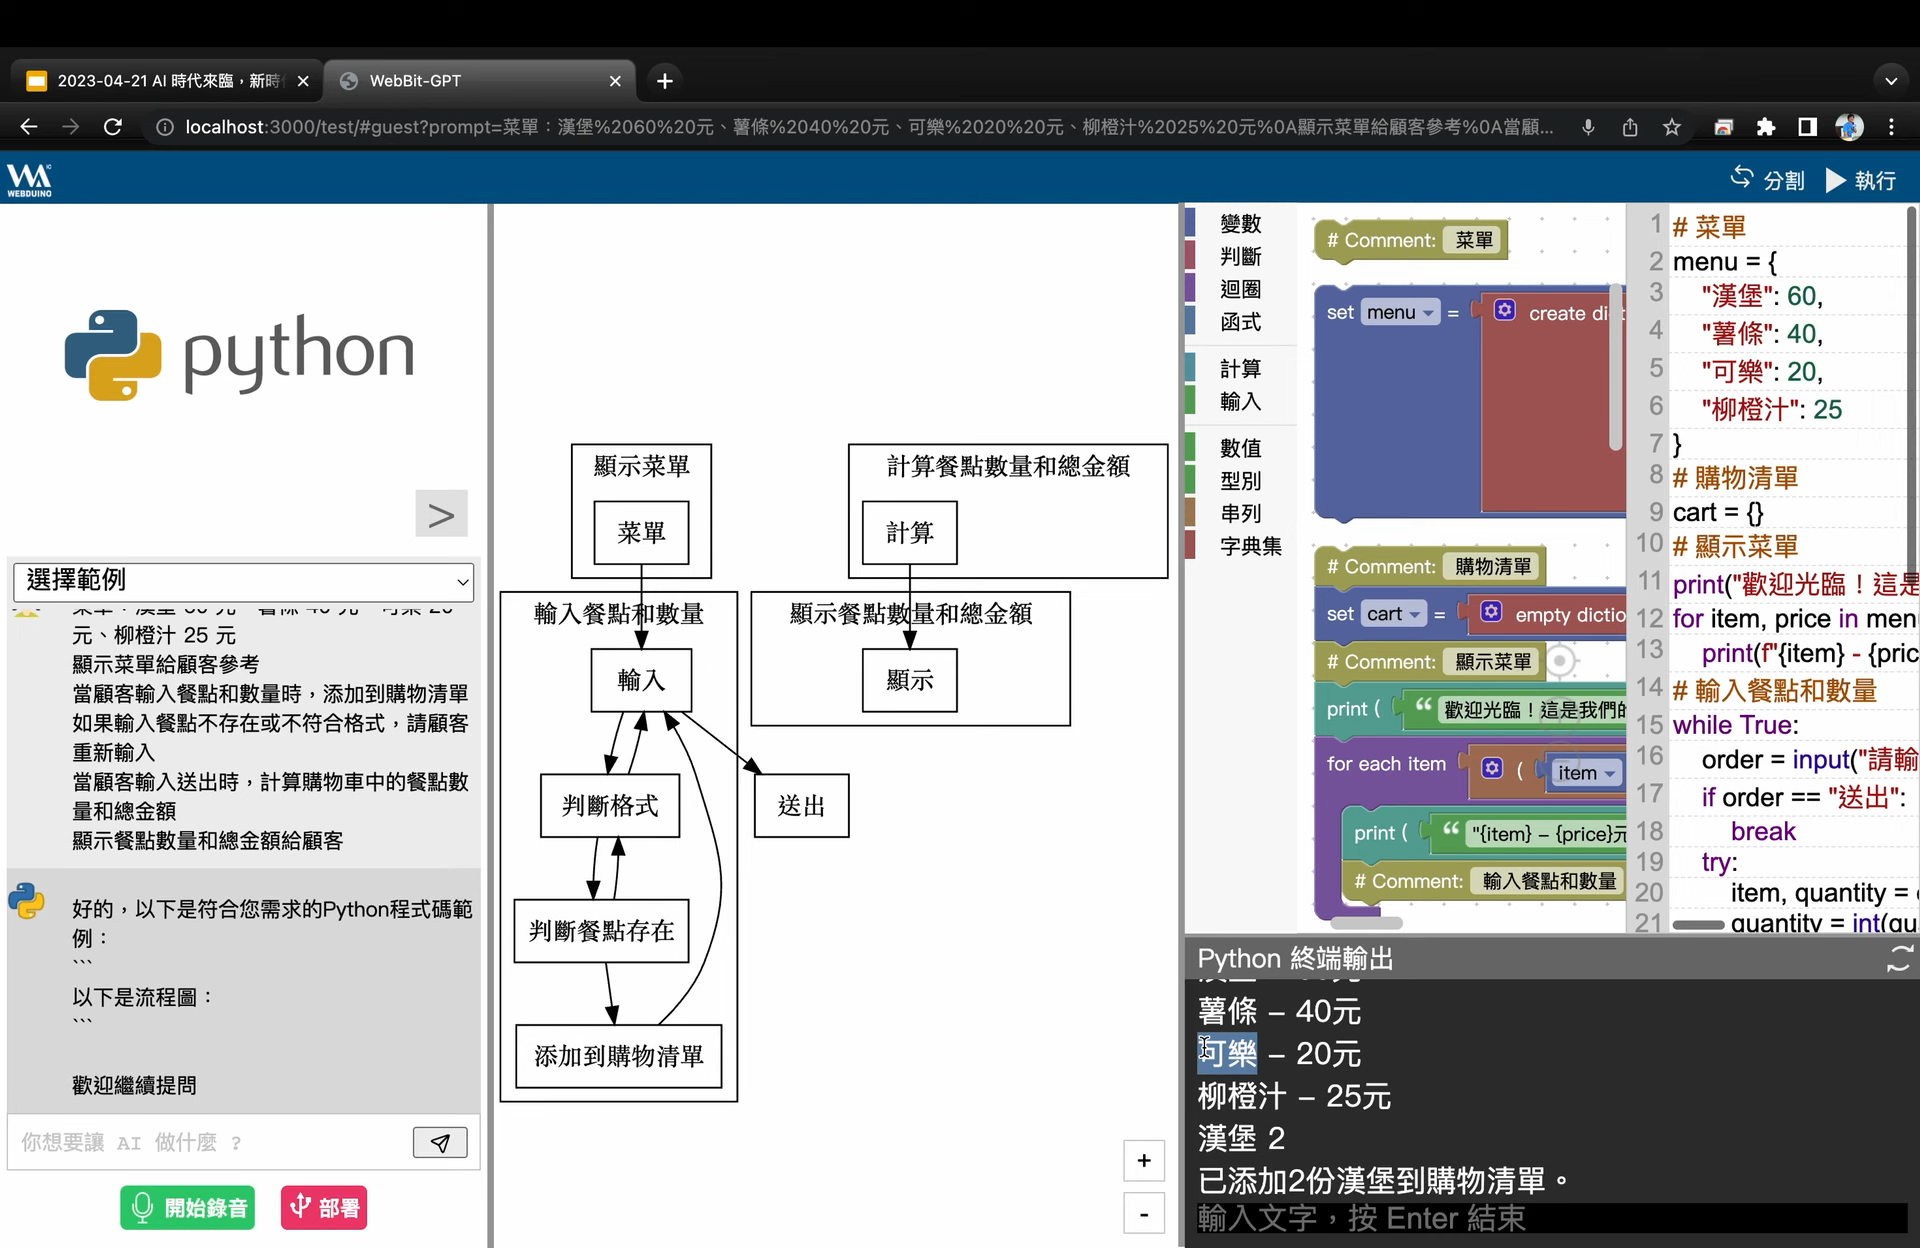 2023-04-21 AI 時代來臨，新時
WebBit-GPT
localhost:3000/test/#guest?prompt=菜單：漢堡%2060%20元、薯條%2040%20元、可樂%2020%20元、柳橙汁%2025%20元%0A顯示菜單給顧客參考%0A當顧...
WEBDUINO
分割
執行
python
>
選擇範例
元、柳橙汁 25 元
顯示菜單給顧客參考
當顧客輸入餐點和數量時，添加到購物清單
如果輸入餐點不存在或不符合格式，請顧客
重新輸入
當顧客輸入送出時，計算購物車中的餐點數
量和總金額
顯示餐點數量和總金額給顧客
好的，以下是符合您需求的Python程式碼範
例：
```
以下是流程圖：
```
歡迎繼續提問
你想要讓 AI 做什麼 ?
開始錄音
部署
顯示菜單
菜單
計算餐點數量和總金額
計算
輸入餐點和數量
輸入
顯示餐點數量和總金額
顯示
判斷格式
送出
判斷餐點存在
添加到購物清單
+
-
變數
判斷
迴圈
函式
計算
輸入
數值
型別
串列
字典集
# Comment: 菜單
set menu = create di
# Comment: 購物清單
set cart = empty dictio
# Comment: 顯示菜單
print ( “ 歡迎光臨！這是我們的
for each item ( item
print ( “ "{item} – {price}元
# Comment: 輸入餐點和數量
1 # 菜單
2 menu = {
3 "漢堡": 60,
4 "薯條": 40,
5 "可樂": 20,
6 "柳橙汁": 25
7 }
8 # 購物清單
9 cart = {}
10 # 顯示菜單
11 print("歡迎光臨！這是
12 for item, price in men
13 print(f"{item} - {pric
14 # 輸入餐點和數量
15 while True:
16 order = input("請輸
17 if order == "送出":
18 break
19 try:
20 item, quantity =
21 quantity = int(qu
Python 終端輸出
薯條 – 40元
可樂 – 20元
柳橙汁 – 25元
漢堡 2
已添加2份漢堡到購物清單。
輸入文字，按 Enter 結束